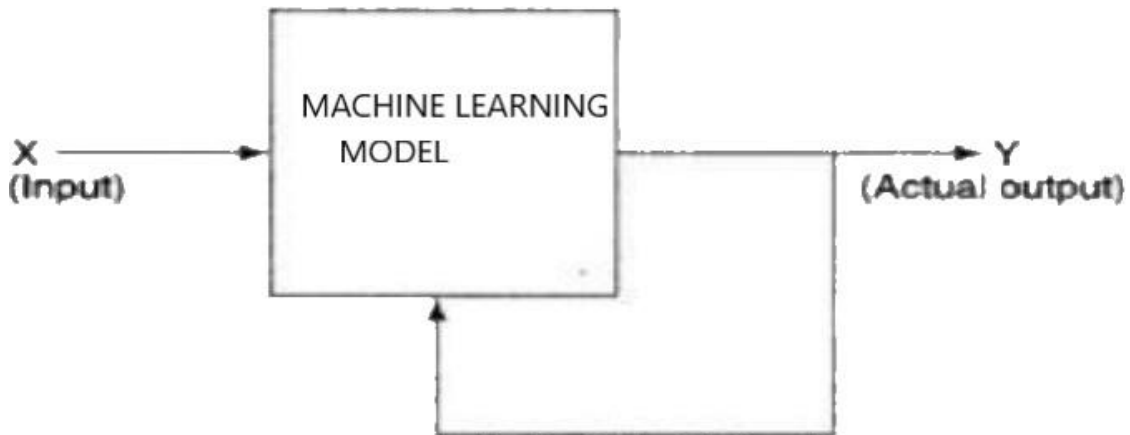 MACHINE LEARNING
MODEL
X
(Input)
Y
(Actual output)